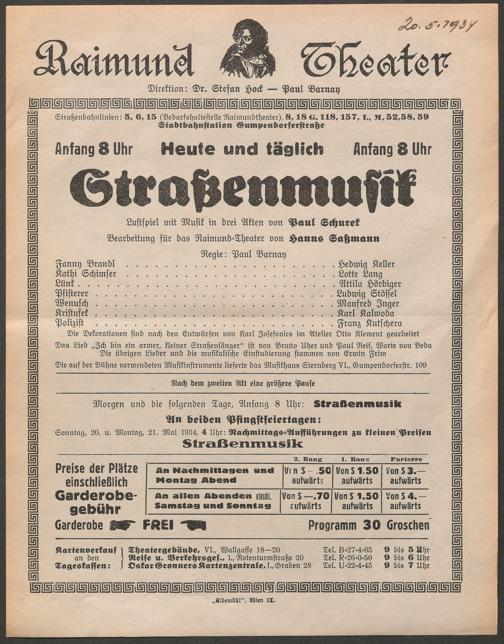 20.5.1934
Raimund Theater
Direktion: Dr. Stefan Hock — Paul Barnay
Straßenbahnlinien: 5, 6, 15 (Bedarfshaltestelle Raimundtheater), 8, 18 G, 118, 157, L, M, 52, 58, 59
Stadtbahnstation Gumpendorferstraße
Anfang 8 Uhr Heute und täglich Anfang 8 Uhr
Straßenmusik
Lustspiel mit Musik in drei Akten von Paul Schurek
Bearbeitung für das Raimund-Theater von Hanns Saßmann
Regie: Paul Barnay
Fanny Brandl . . . . . . . . . . Hedwig Keller
Kathi Schimser . . . . . . . . . . Lotte Lang
Lünk . . . . . . . . . . Attila Hörbiger
Pfisterer . . . . . . . . . . Ludwig Stössel
Wenusch . . . . . . . . . . Manfred Inger
Kristufek . . . . . . . . . . Karl Kalwoda
Polizist . . . . . . . . . . Franz Kutschera
Die Dekorationen sind nach den Entwürfen von Karl Josefovics im Atelier Otto Klement gearbeitet
Das Lied „Ich bin ein armer, kleiner Straßensänger" ist von Bruno Uher und Paul Reif, Worte von Beda
Die übrigen Lieder und die musikalische Einstudierung stammen von Erwin Frim
Die auf der Bühne verwendeten Musikinstrumente lieferte das Musikhaus Sternberg VI., Gumpendorferstr. 109
Nach dem zweiten Akt eine größere Pause
Morgen und die folgenden Tage, Anfang 8 Uhr: Straßenmusik
An beiden Pfingstfeiertagen:
Sonntag, 20. u. Montag, 21. Mai 1934, 4 Uhr: Nachmittags-Aufführungen zu kleinen Preisen
Straßenmusik
Preise der Plätze einschließlich Garderobe-gebühr
2. Rang 1. Rang Parterre
An Nachmittagen und Montag Abend Von S —.50 aufwärts Von S 1.50 aufwärts Von S 3.— aufwärts
An allen Abenden einschl. Samstag und Sonntag Von S —.70 aufwärts Von S 1.50 aufwärts Von S 4.— aufwärts
Garderobe FREI Programm 30 Groschen
Kartenverkauf an den Tageskassen:
Theatergebäude, VI., Wallgasse 18—20 Tel. B-27-4-65 9 bis 5 Uhr
Reise u. Verkehrsges., I., Rotenturmstraße 20 Tel. R-26-0-50 9 bis 6 Uhr
Oskar Gronners Kartenzentrale, I., Graben 28 Tel. U-22-4-45 9 bis 7 Uhr
„Elbemühl", Wien IX.